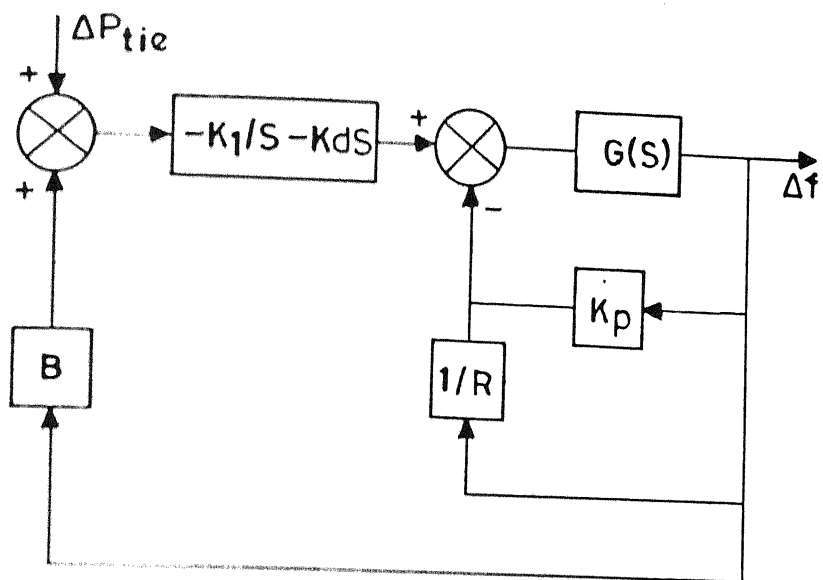 ΔPtie
+
-K1/S -KdS
+
G(S)
Δf
+
-
Kp
B
1/R